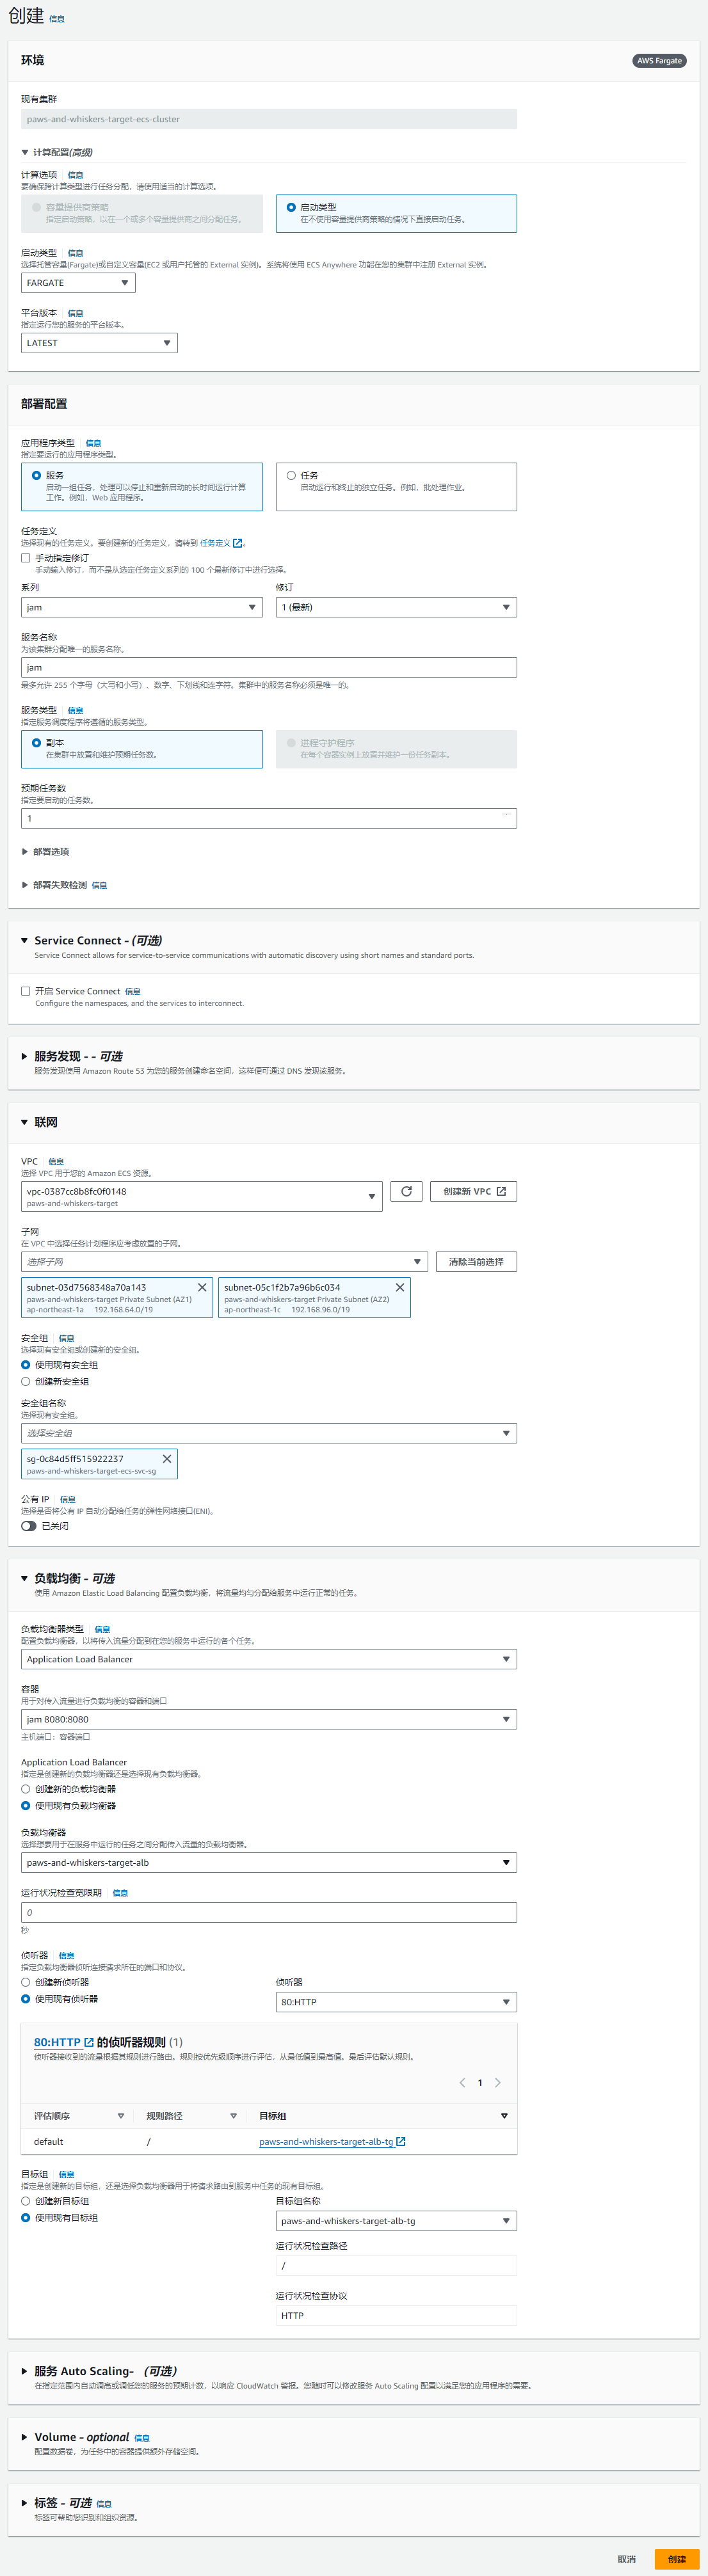 创建 信息
环境
AWS Fargate
现有集群
paws-and-whiskers-target-ecs-cluster
计算配置(高级)
计算选项 信息
要确保跨计算类型进行任务分配，请使用适当的计算选项。
容量提供商策略
指定启动策略，以在一个或多个容量提供商之间分配任务。
启动类型
在不使用容量提供商策略的情况下直接启动任务。
启动类型 信息
选择托管容量(Fargate)或自定义容量(EC2 或用户托管的 External 实例)。系统将使用 ECS Anywhere 功能在您的集群中注册 External 实例。
FARGATE
平台版本 信息
指定运行您的服务的平台版本。
LATEST
部署配置
应用程序类型 信息
指定要运行的应用程序类型。
服务
启动一组任务，处理可以停止和重新启动的长时间运行计算
工作。例如，Web 应用程序。
任务
启动运行和终止的独立任务。例如，批处理作业。
任务定义
选择现有的任务定义。要创建新的任务定义，请转到 任务定义。
手动指定修订
手动输入修订，而不是从选定任务定义系列的 100 个最新修订中进行选择。
系列
修订
jam
1 (最新)
服务名称
为该集群分配唯一的服务名称。
jam
最多允许 255 个字母（大写和小写）、数字、下划线和连字符。集群中的服务名称必须是唯一的。
服务类型 信息
指定服务调度程序将遵循的服务类型。
副本
在集群中放置和维护预期任务数。
进程守护程序
在每个容器实例上放置并维护一份任务副本。
预期任务数
指定要启动的任务数。
1
部署选项
部署失败检测 信息
Service Connect - (可选)
Service Connect allows for service-to-service communications with automatic discovery using short names and standard ports.
开启 Service Connect 信息
Configure the namespaces, and the services to interconnect.
服务发现 - - 可选
服务发现使用 Amazon Route 53 为您的服务创建命名空间，这样便可通过 DNS 发现该服务。
联网
VPC 信息
选择 VPC 用于您的 Amazon ECS 资源。
vpc-0387cc8b8fc0f0148
paws-and-whiskers-target
创建新 VPC
子网
在 VPC 中选择任务计划程序应考虑放置的子网。
选择子网
清除当前选择
subnet-03d7568348a70a143
paws-and-whiskers-target Private Subnet (AZ1)
ap-northeast-1a 192.168.64.0/19
subnet-05c1f2b7a96b6c034
paws-and-whiskers-target Private Subnet (AZ2)
ap-northeast-1c 192.168.96.0/19
安全组 信息
选择现有安全组或创建新的安全组。
使用现有安全组
创建新安全组
安全组名称
选择现有安全组。
选择安全组
sg-0c84d5ff515922237
paws-and-whiskers-target-ecs-svc-sg
公有 IP 信息
选择是否将公有 IP 自动分配给任务的弹性网络接口(ENI)。
已关闭
负载均衡 - 可选
使用 Amazon Elastic Load Balancing 配置负载均衡，将流量均匀分配给服务中运行正常的任务。
负载均衡器类型 信息
配置负载均衡器，以将传入流量分配到在您的服务中运行的各个任务。
Application Load Balancer
容器
用于对传入流量进行负载均衡的容器和端口
jam 8080:8080
主机端口：容器端口
Application Load Balancer
指定是创建新的负载均衡器还是选择现有负载均衡器。
创建新的负载均衡器
使用现有负载均衡器
负载均衡器
选择想要用于在服务中运行的任务之间分配传入流量的负载均衡器。
paws-and-whiskers-target-alb
运行状况检查宽限期 信息
0
秒
侦听器 信息
指定负载均衡器侦听连接请求所在的端口和协议。
创建新侦听器
使用现有侦听器
侦听器
80:HTTP
80:HTTP 的侦听器规则 (1)
侦听器接收到的流量根据其规则进行路由。规则按优先级顺序进行评估，从最低值到最高值。最后评估默认规则。
1
评估顺序 规则路径 目标组
default / paws-and-whiskers-target-alb-tg
目标组 信息
指定是创建新的目标组，还是选择负载均衡器用于将请求路由到服务中任务的现有目标组。
创建新目标组
使用现有目标组
目标组名称
paws-and-whiskers-target-alb-tg
运行状况检查路径
/
运行状况检查协议
HTTP
服务 Auto Scaling- （可选）
在指定范围内自动调高或调低您的服务的预期计数，以响应 CloudWatch 警报。您随时可以修改服务 Auto Scaling 配置以满足您的应用程序的需要。
Volume - optional 信息
配置数据卷，为任务中的容器提供额外存储空间。
标签 - 可选 信息
标签可帮助您识别和组织资源。
取消
创建